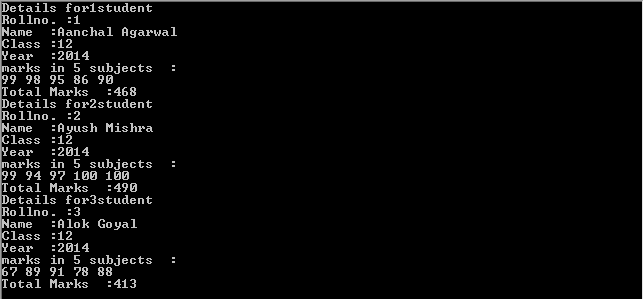 Details for1student
Rollno. :1
Name  :Aanchal Agarwal
Class :12
Year  :2014
marks in 5 subjects  :
99 98 95 86 90
Total Marks  :468
Details for2student
Rollno. :2
Name  :Ayush Mishra
Class :12
Year  :2014
marks in 5 subjects  :
99 94 97 100 100
Total Marks  :490
Details for3student
Rollno. :3
Name  :Alok Goyal
Class :12
Year  :2014
marks in 5 subjects  :
67 89 91 78 88
Total Marks  :413